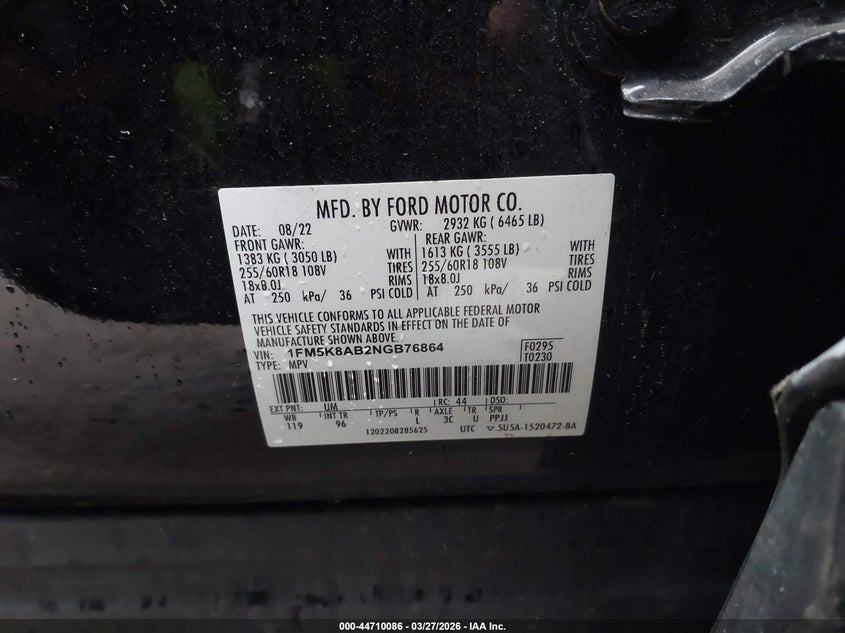 MFD. BY FORD MOTOR CO.
DATE: 08/22 GVWR: 2932 KG ( 6465 LB)
FRONT GAWR: REAR GAWR:
1383 KG ( 3050 LB) WITH 1613 KG ( 3555 LB) WITH
255/60R18 108V TIRES 255/60R18 108V TIRES
18x8.0J RIMS 18x8.0J RIMS
AT 250 kPa/ 36 PSI COLD AT 250 kPa/ 36 PSI COLD
THIS VEHICLE CONFORMS TO ALL APPLICABLE FEDERAL MOTOR
VEHICLE SAFETY STANDARDS IN EFFECT ON THE DATE OF
MANUFACTURE SHOWN ABOVE.
VIN: 1FM5K8AB2NGB76864 F0295
MPV T0230
EXT PNT: UM RC: 44 DSO:
WB INT TR TP/PS R AXLE TR SPR
119 96 L 3C U PPJJ
1202208285625 UTC ▽ 5U5A-1520472-BA
000-44710086 | 03/27/2026 | IAA Inc.